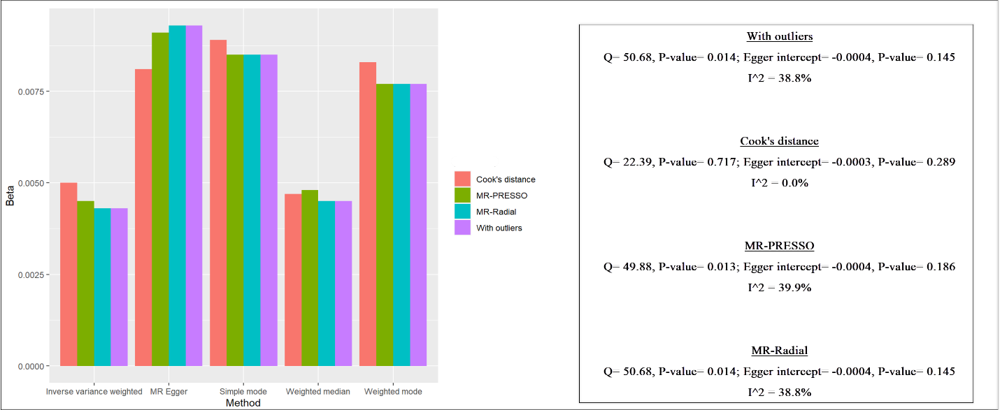 Beta
0.0075
0.0050
0.0025
0.0000
Inverse variance weighted
MR Egger
Simple mode
Weighted median
Weighted mode
Method
Cook's distance
MR-PRESSO
MR-Radial
With outliers
With outliers
Q= 50.68, P-value= 0.014; Egger intercept= -0.0004, P-value= 0.145
I^2 = 38.8%
Cook's distance
Q= 22.39, P-value= 0.717; Egger intercept= -0.0003, P-value= 0.289
I^2 = 0.0%
MR-PRESSO
Q= 49.88, P-value= 0.013; Egger intercept= -0.0004, P-value= 0.186
I^2 = 39.9%
MR-Radial
Q= 50.68, P-value= 0.014; Egger intercept= -0.0004, P-value= 0.145
I^2 = 38.8%